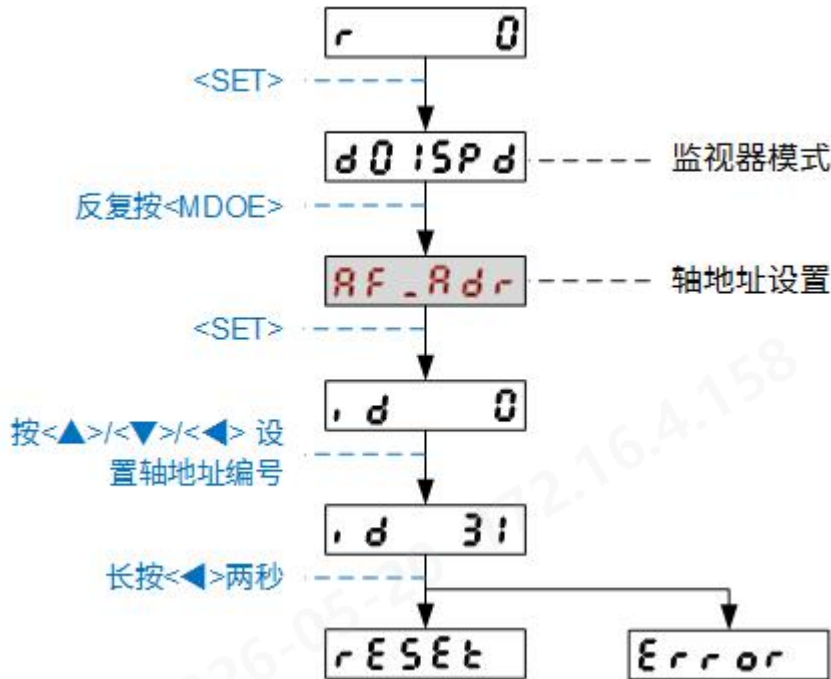 r 0
<SET>
d01SPd
监视器模式
反复按<MDOE>
AF_Adr
轴地址设置
<SET>
id 0
按<▲>/<▼>/<◀> 设
置轴地址编号
id 31
长按<◀>两秒
rESEt
Error